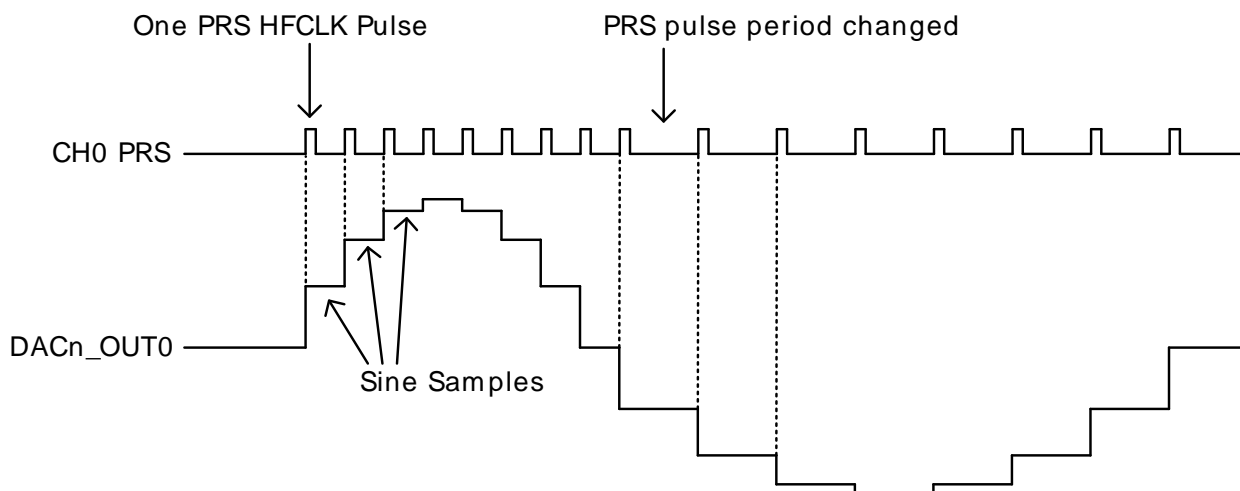 One PRS HFCLK Pulse
PRS pulse period changed
CH0 PRS
DACn_OUT0
Sine Samples